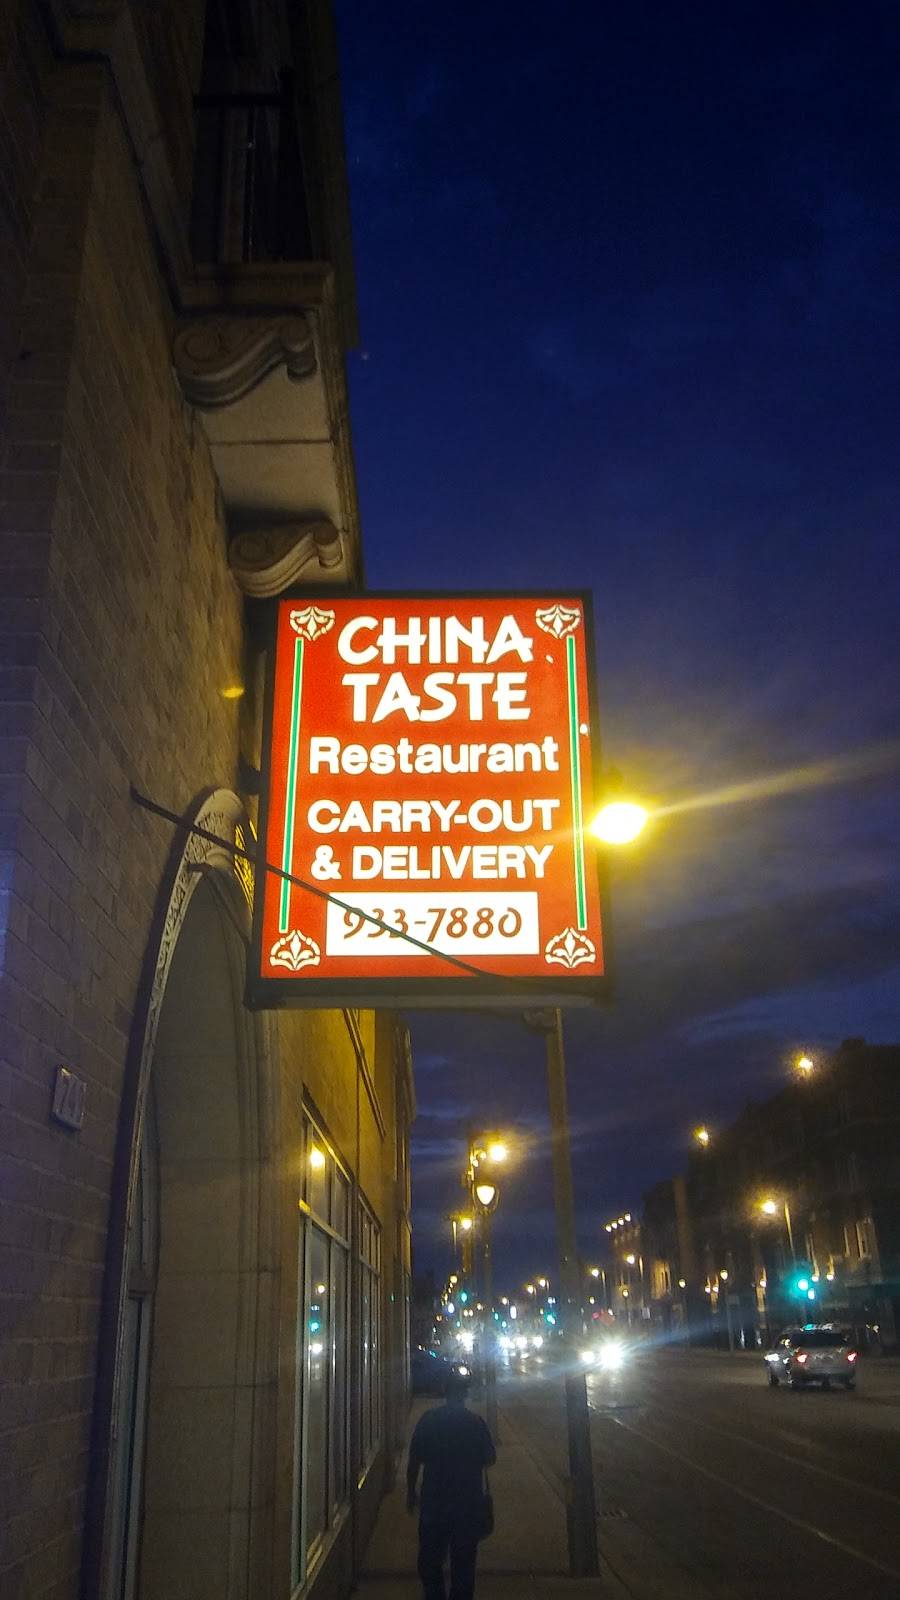 CHINA
TASTE
Restaurant
CARRY-OUT
& DELIVERY
933-7880